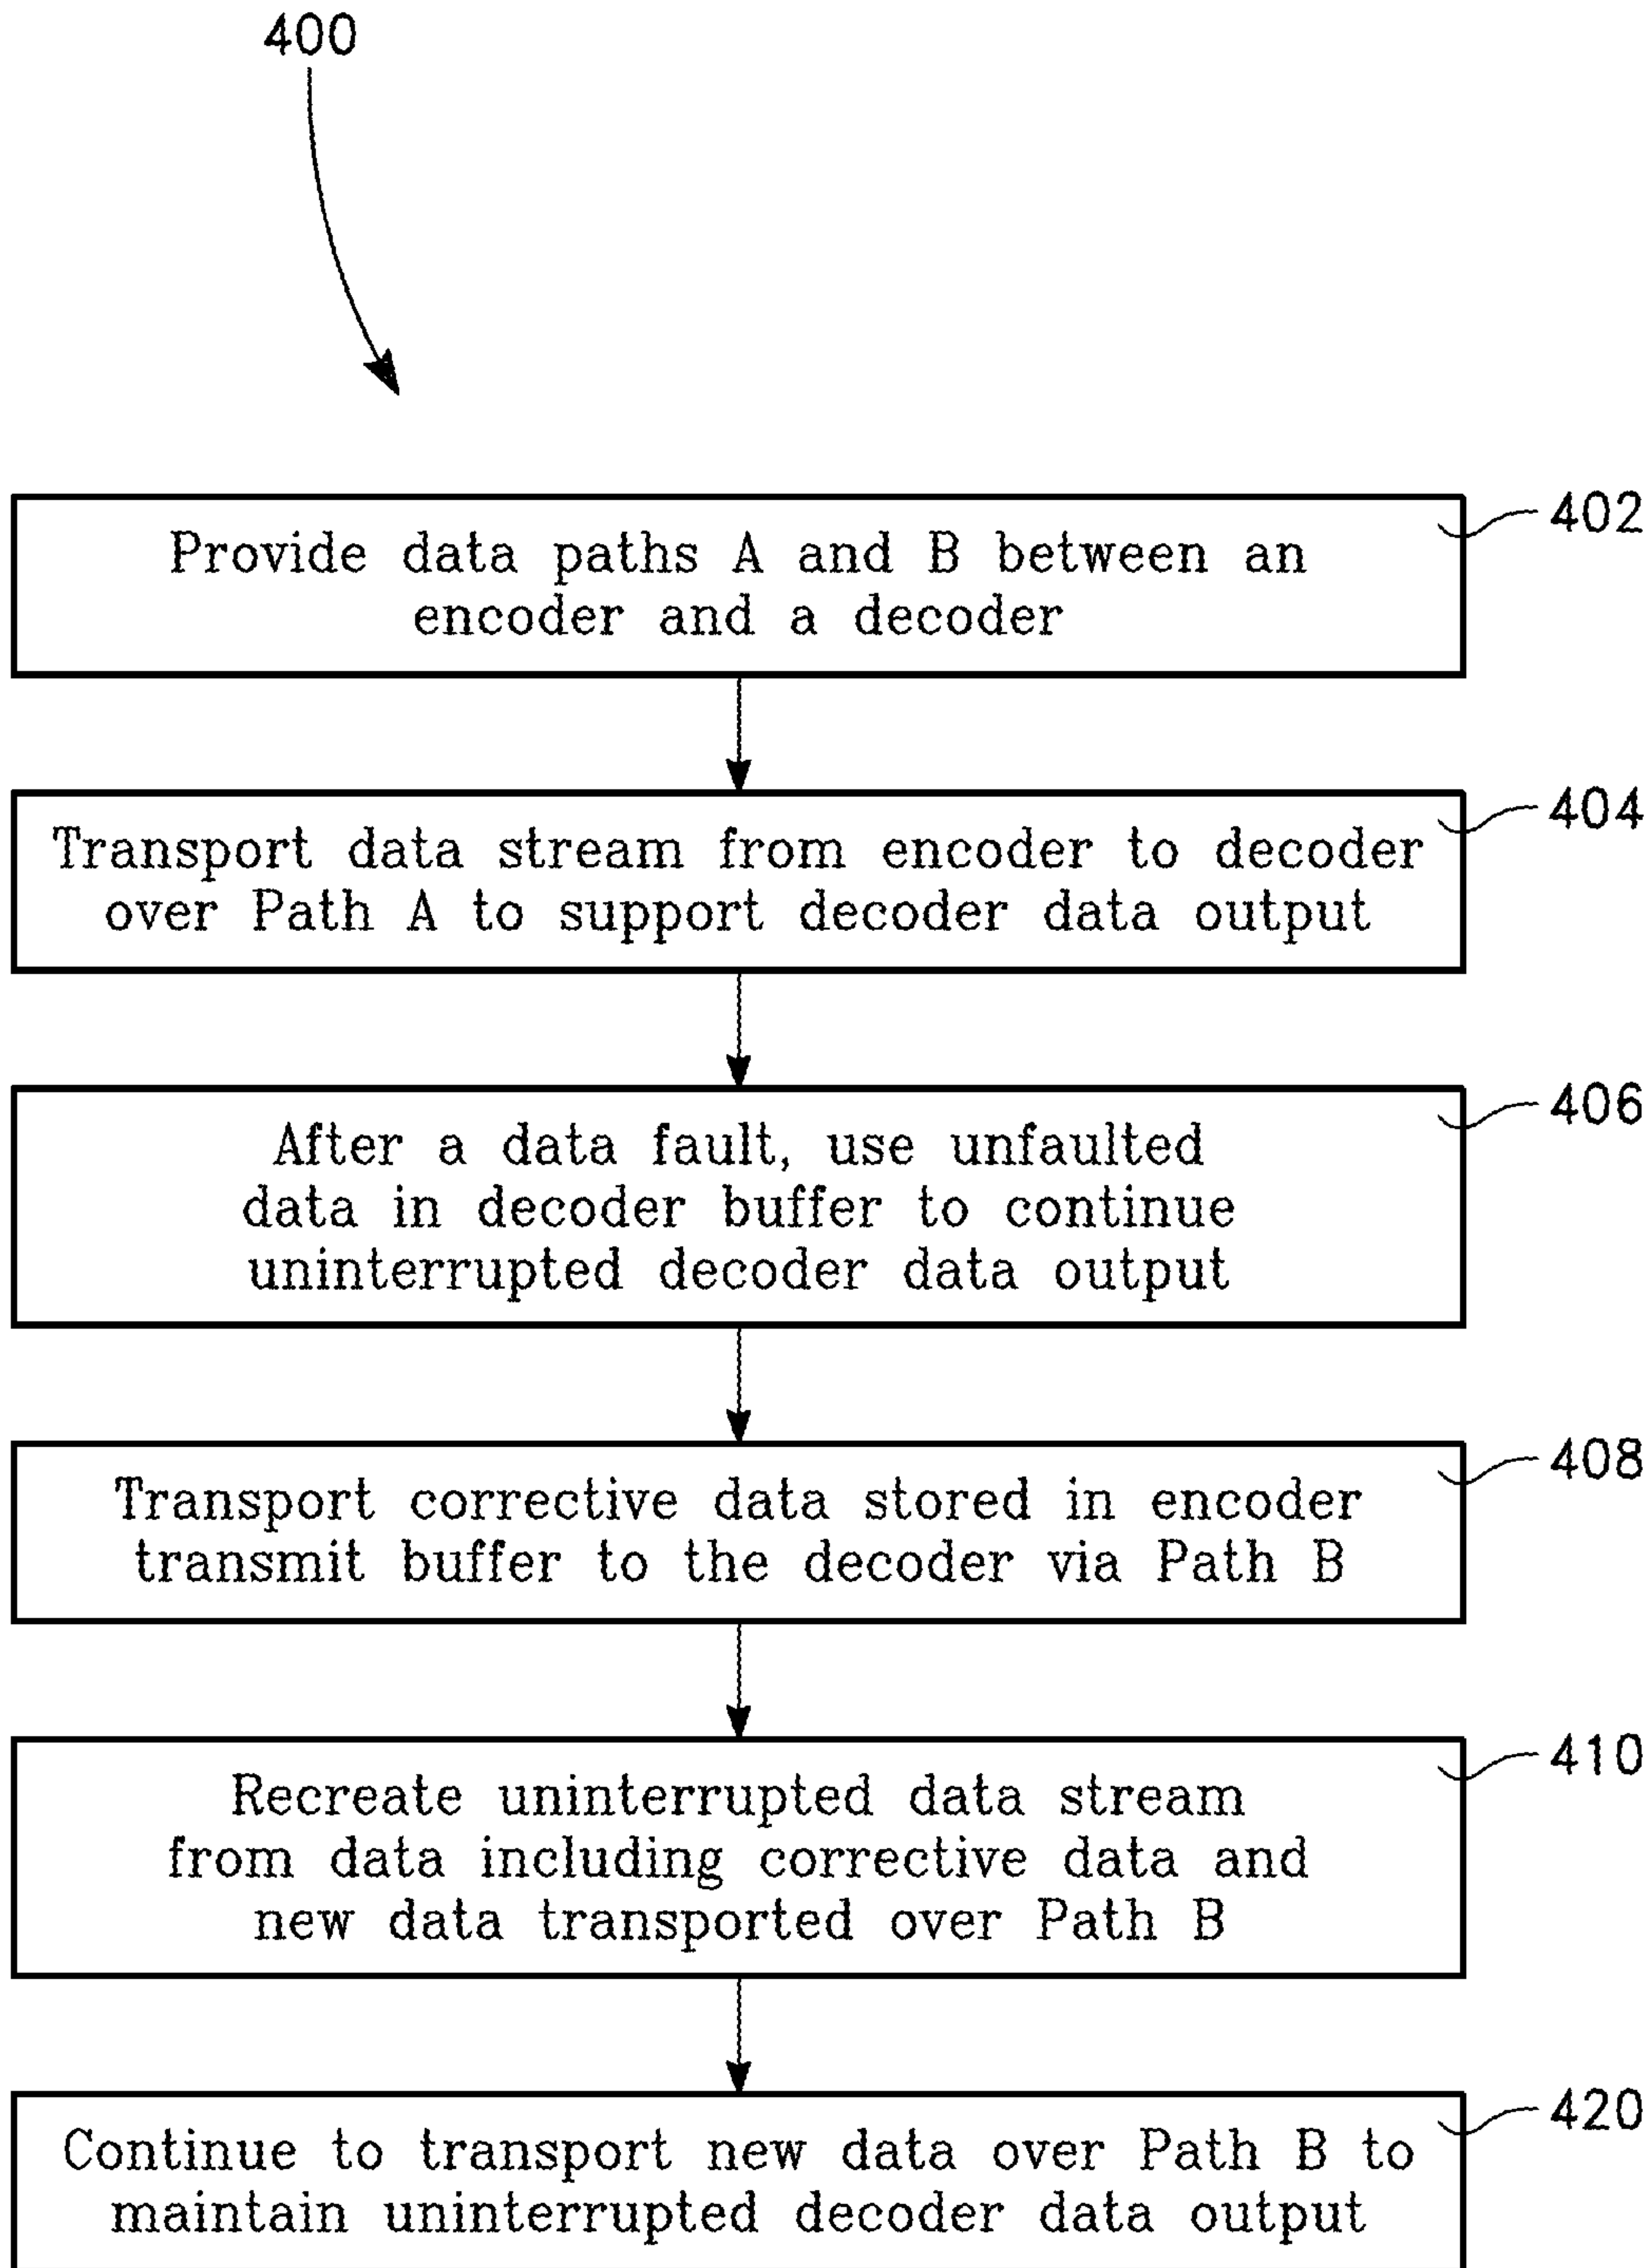 400
402
Provide data paths A and B between an
encoder and a decoder
404
Transport data stream from encoder to decoder
over Path A to support decoder data output
406
After a data fault, use unfaulted
data in decoder buffer to continue
uninterrupted decoder data output
408
Transport corrective data stored in encoder
transmit buffer to the decoder via Path B
410
Recreate uninterrupted data stream
from data including corrective data and
new data transported over Path B
420
Continue to transport new data over Path B to
maintain uninterrupted decoder data output